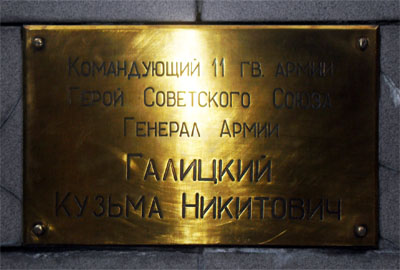 Командующий 11 гв. армии
Герой Советского Союза
Генерал Армии
Галицкий
Кузьма Никитович